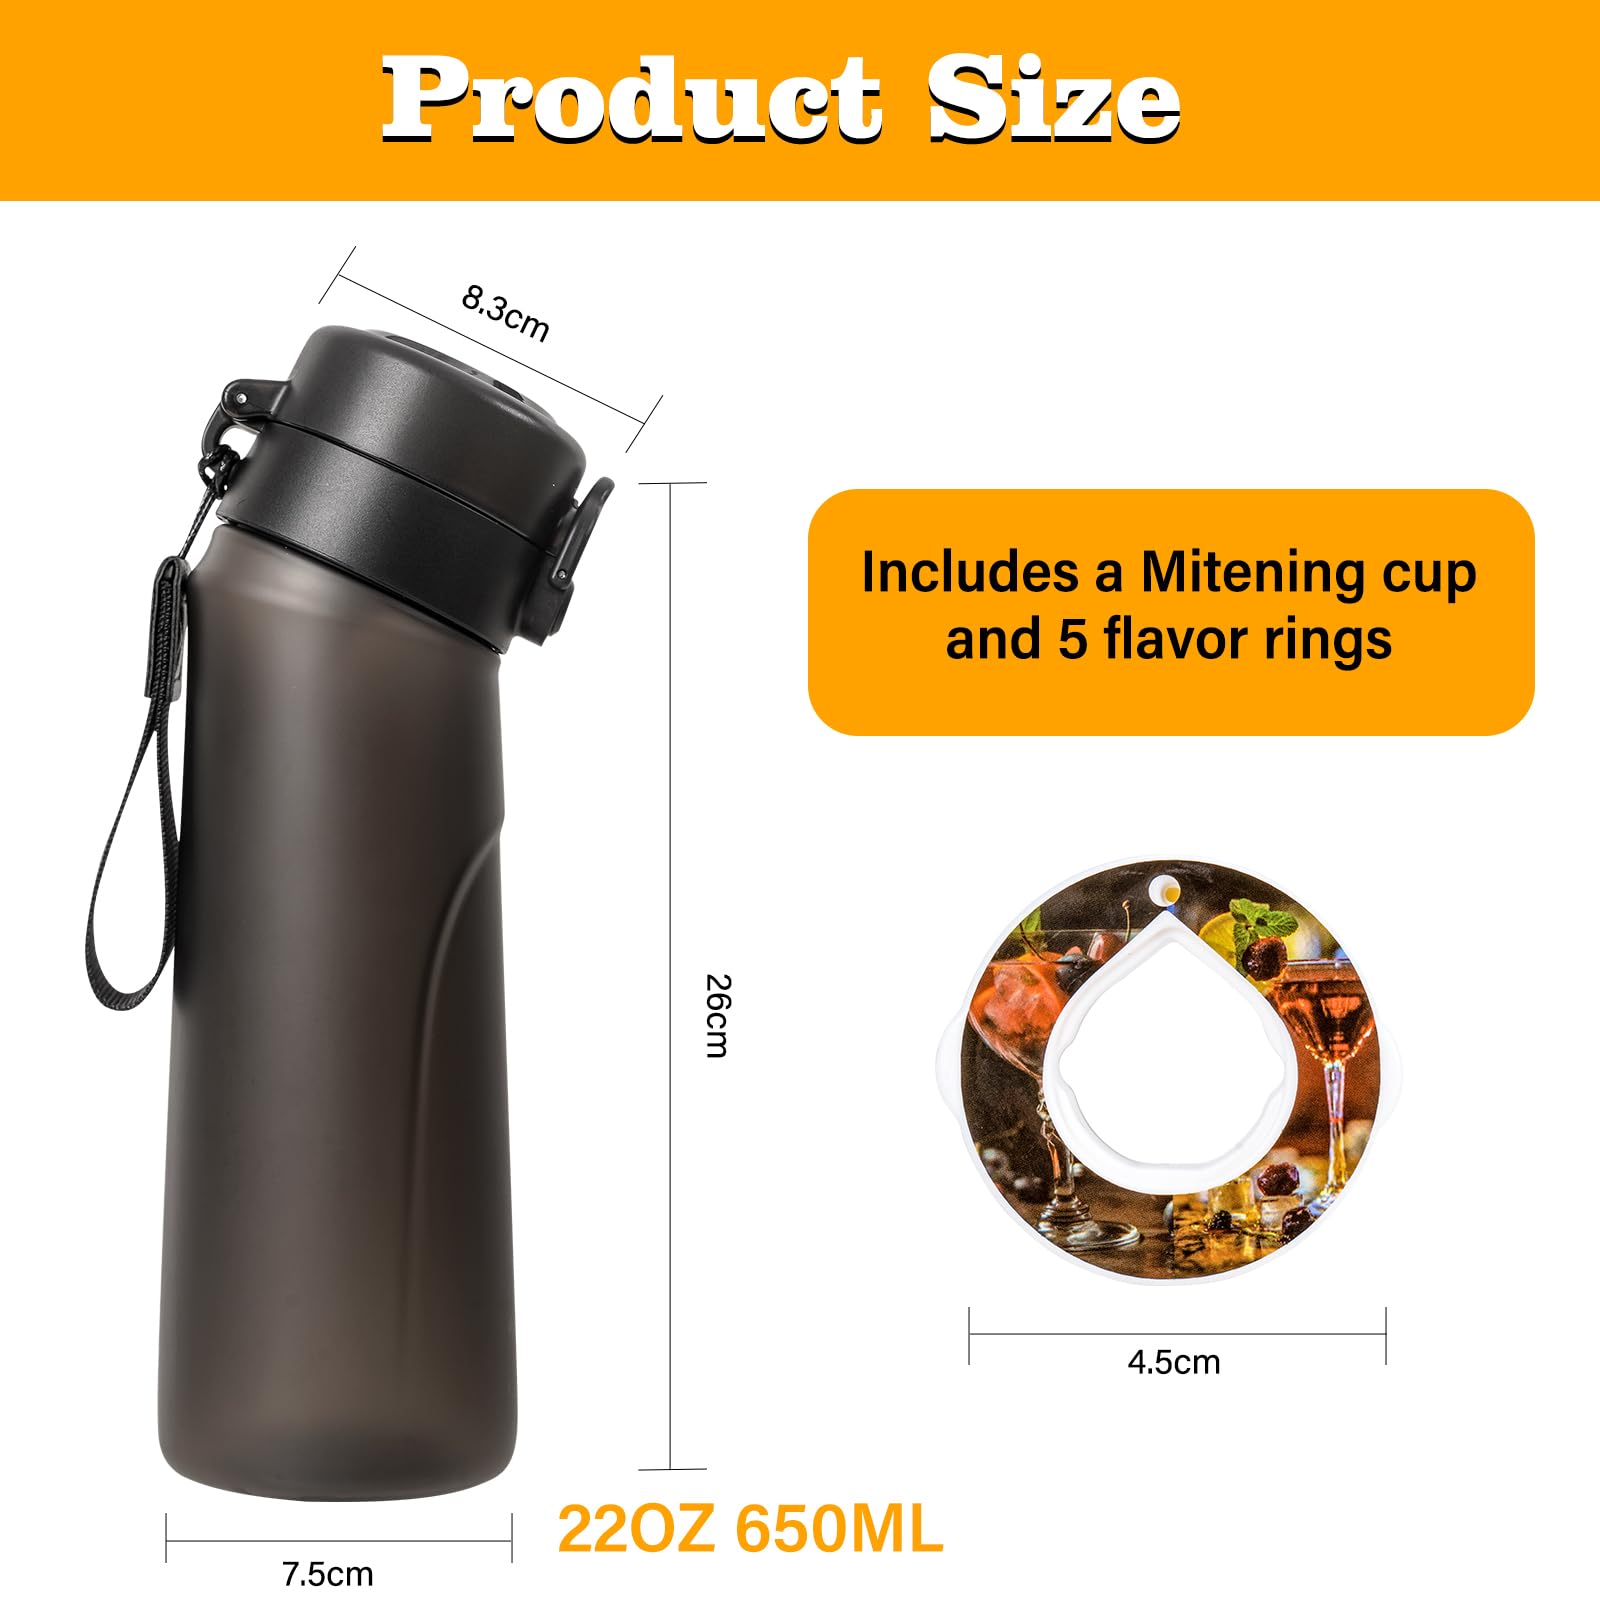 Product Size
8.3cm
Includes a Mitening cup
and 5 flavor rings
26cm
4.5cm
22OZ 650ML
7.5cm